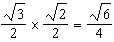 √3/2 × √2/2 = √6/4